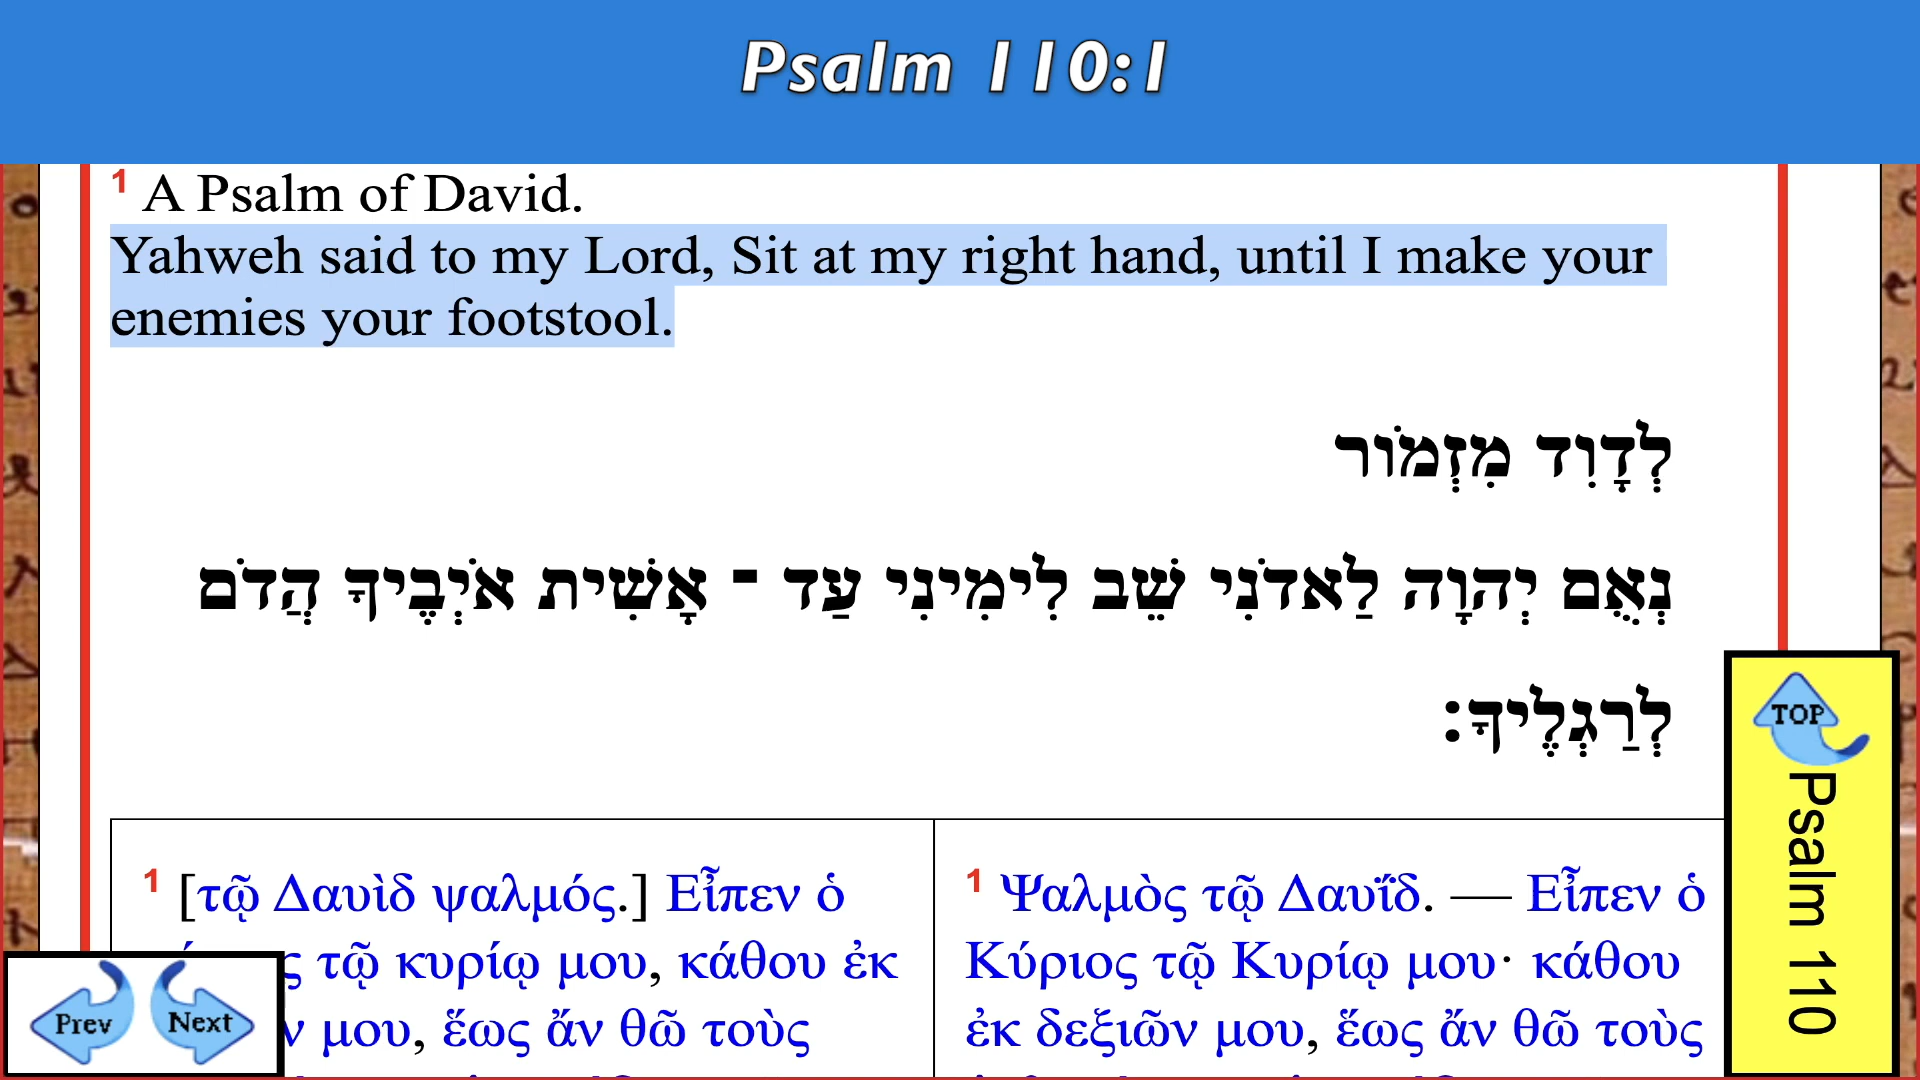 Psalm 110:1
1 A Psalm of David.
Yahweh said to my Lord, Sit at my right hand, until I make your
enemies your footstool.
לְדָוִד מִזְמֹור
נְאֻם יְהוָה לַאדֹנִי שֵׁב לִימִינִי עַד ־ אָשִׁית אֹיְבֶיךָ הֲדֹם
לְרַגְלֶיךָ׃
1 [τῷ Δαυὶδ ψαλμός.] Εἶπεν ὁ
τῷ κυρίῳ μου, κάθου ἐκ
μου, ἕως ἂν θῶ τοὺς
1 Ψαλμὸς τῷ Δαυΐδ. — Εἶπεν ὁ
Κύριος τῷ Κυρίῳ μου· κάθου
ἐκ δεξιῶν μου, ἕως ἂν θῶ τοὺς
TOP
Psalm 110
Prev
Next